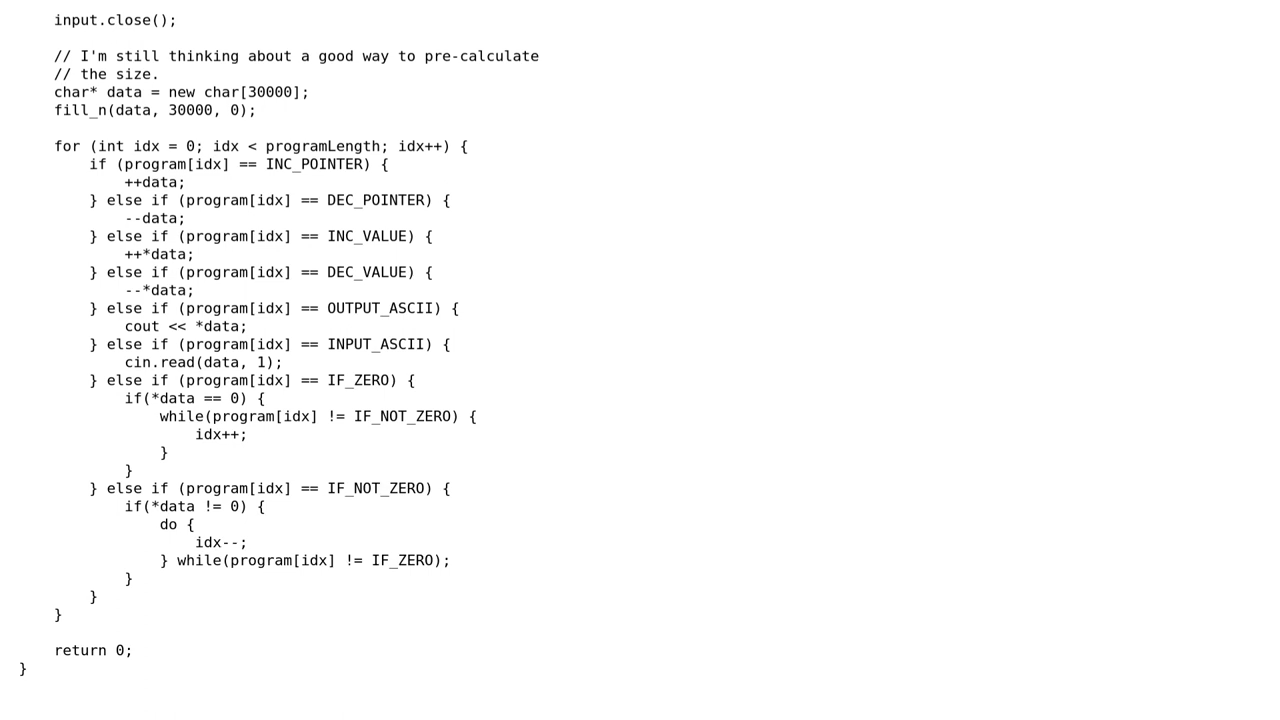 input.close();

// I'm still thinking about a good way to pre-calculate
// the size.
char* data = new char[30000];
fill_n(data, 30000, 0);

for (int idx = 0; idx < programLength; idx++) {
    if (program[idx] == INC_POINTER) {
        ++data;
    } else if (program[idx] == DEC_POINTER) {
        --data;
    } else if (program[idx] == INC_VALUE) {
        ++*data;
    } else if (program[idx] == DEC_VALUE) {
        --*data;
    } else if (program[idx] == OUTPUT_ASCII) {
        cout << *data;
    } else if (program[idx] == INPUT_ASCII) {
        cin.read(data, 1);
    } else if (program[idx] == IF_ZERO) {
        if(*data == 0) {
            while(program[idx] != IF_NOT_ZERO) {
                idx++;
            }
        }
    } else if (program[idx] == IF_NOT_ZERO) {
        if(*data != 0) {
            do {
                idx--;
            } while(program[idx] != IF_ZERO);
        }
    }
}

return 0;
}